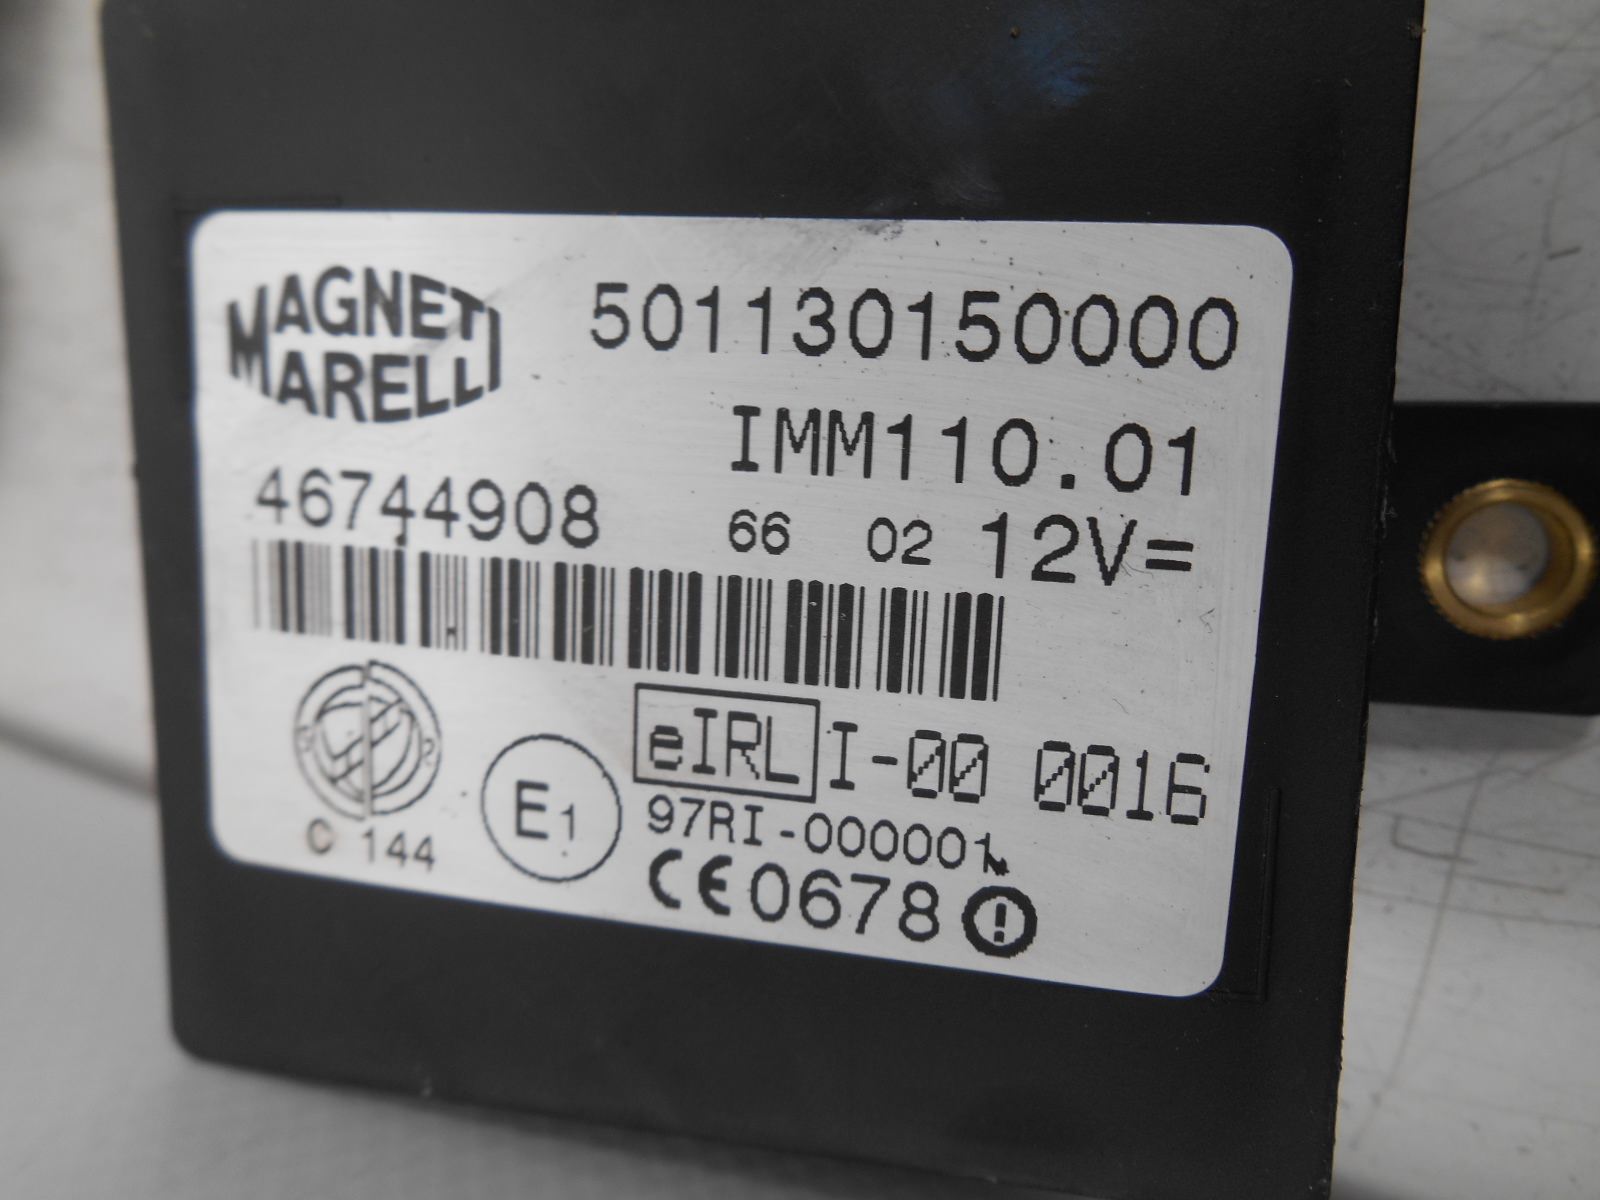 MAGNETI
MARELLI
501130150000
IMM110.01
46744908
66 02 12V=
eIRL I-00 0016
E1
97RI-000001
C 144
CE0678 !